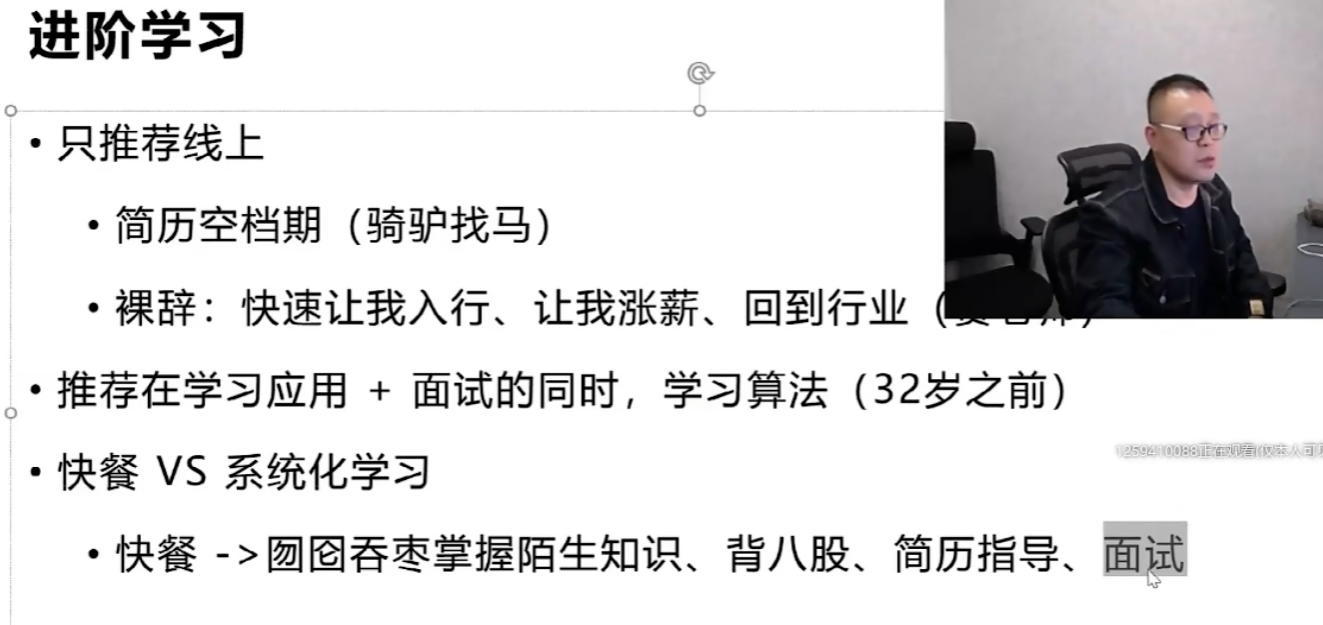 进阶学习
• 只推荐线上
• 简历空档期（骑驴找马）
• 裸辞：快速让我入行、让我涨薪、回到行业（
• 推荐在学习应用 + 面试的同时，学习算法（32岁之前）
1259410088正在观看(仅本人可见
• 快餐 VS 系统化学习
• 快餐 ->囫囵吞枣掌握陌生知识、背八股、简历指导、面试